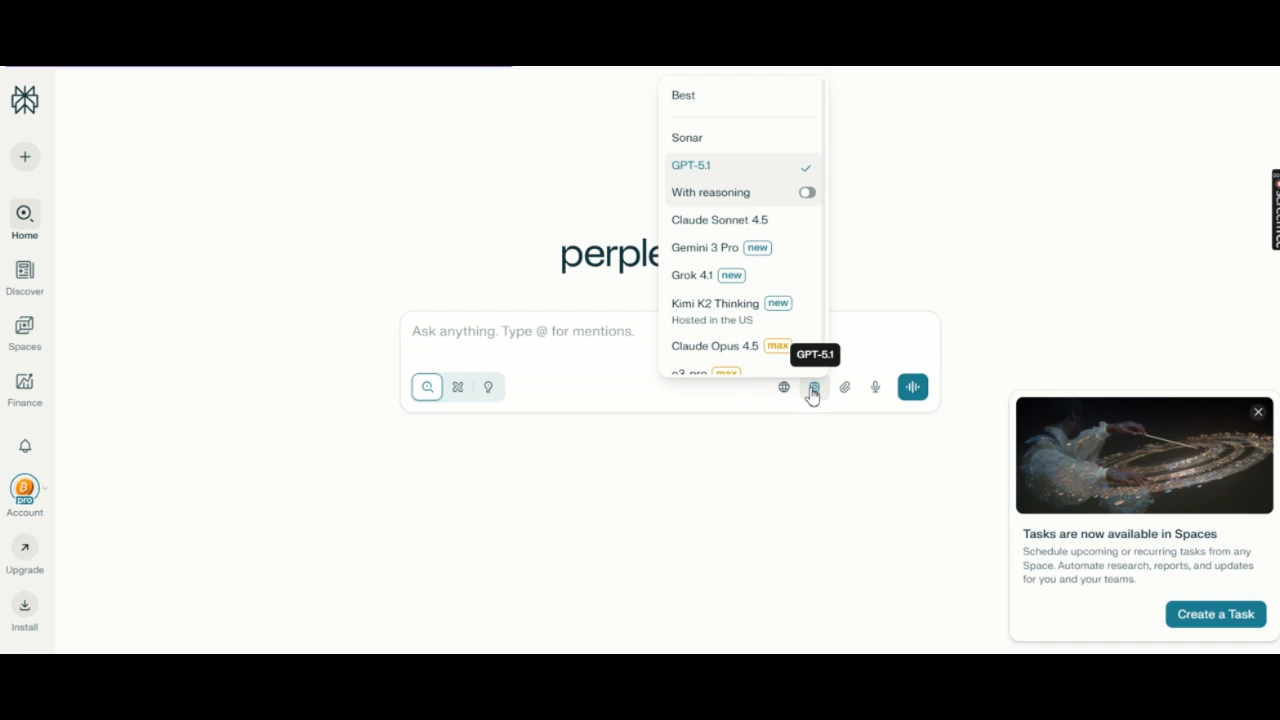 Best
Sonar
GPT-5.1
With reasoning
Claude Sonnet 4.5
Gemini 3 Pro new
Grok 4.1 new
Kimi K2 Thinking new
Hosted in the US
Claude Opus 4.5 max
o3-pro max
GPT-5.1
perple
Ask anything. Type @ for mentions.
Home
Discover
Spaces
Finance
pro
Account
Upgrade
Install
Tasks are now available in Spaces
Schedule upcoming or recurring tasks from any
Space. Automate research, reports, and updates
for you and your teams.
Create a Task